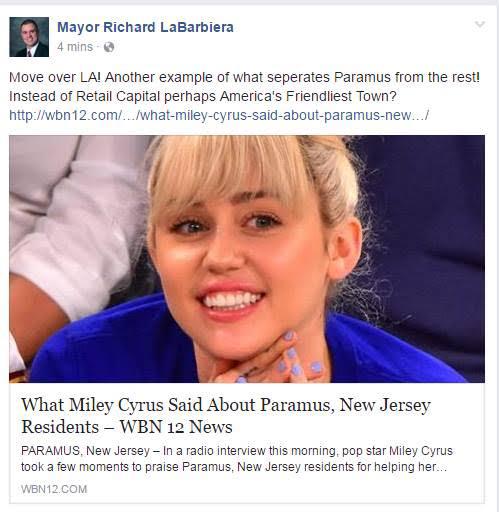 Mayor Richard LaBarbiera
4 mins ·
Move over LA! Another example of what seperates Paramus from the rest!
Instead of Retail Capital perhaps America's Friendliest Town?
http://wbn12.com/.../what-miley-cyrus-said-about-paramus-new.../
What Miley Cyrus Said About Paramus, New Jersey
Residents – WBN 12 News
PARAMUS, New Jersey – In a radio interview this morning, pop star Miley Cyrus
took a few moments to praise Paramus, New Jersey residents for helping her...
WBN12.COM